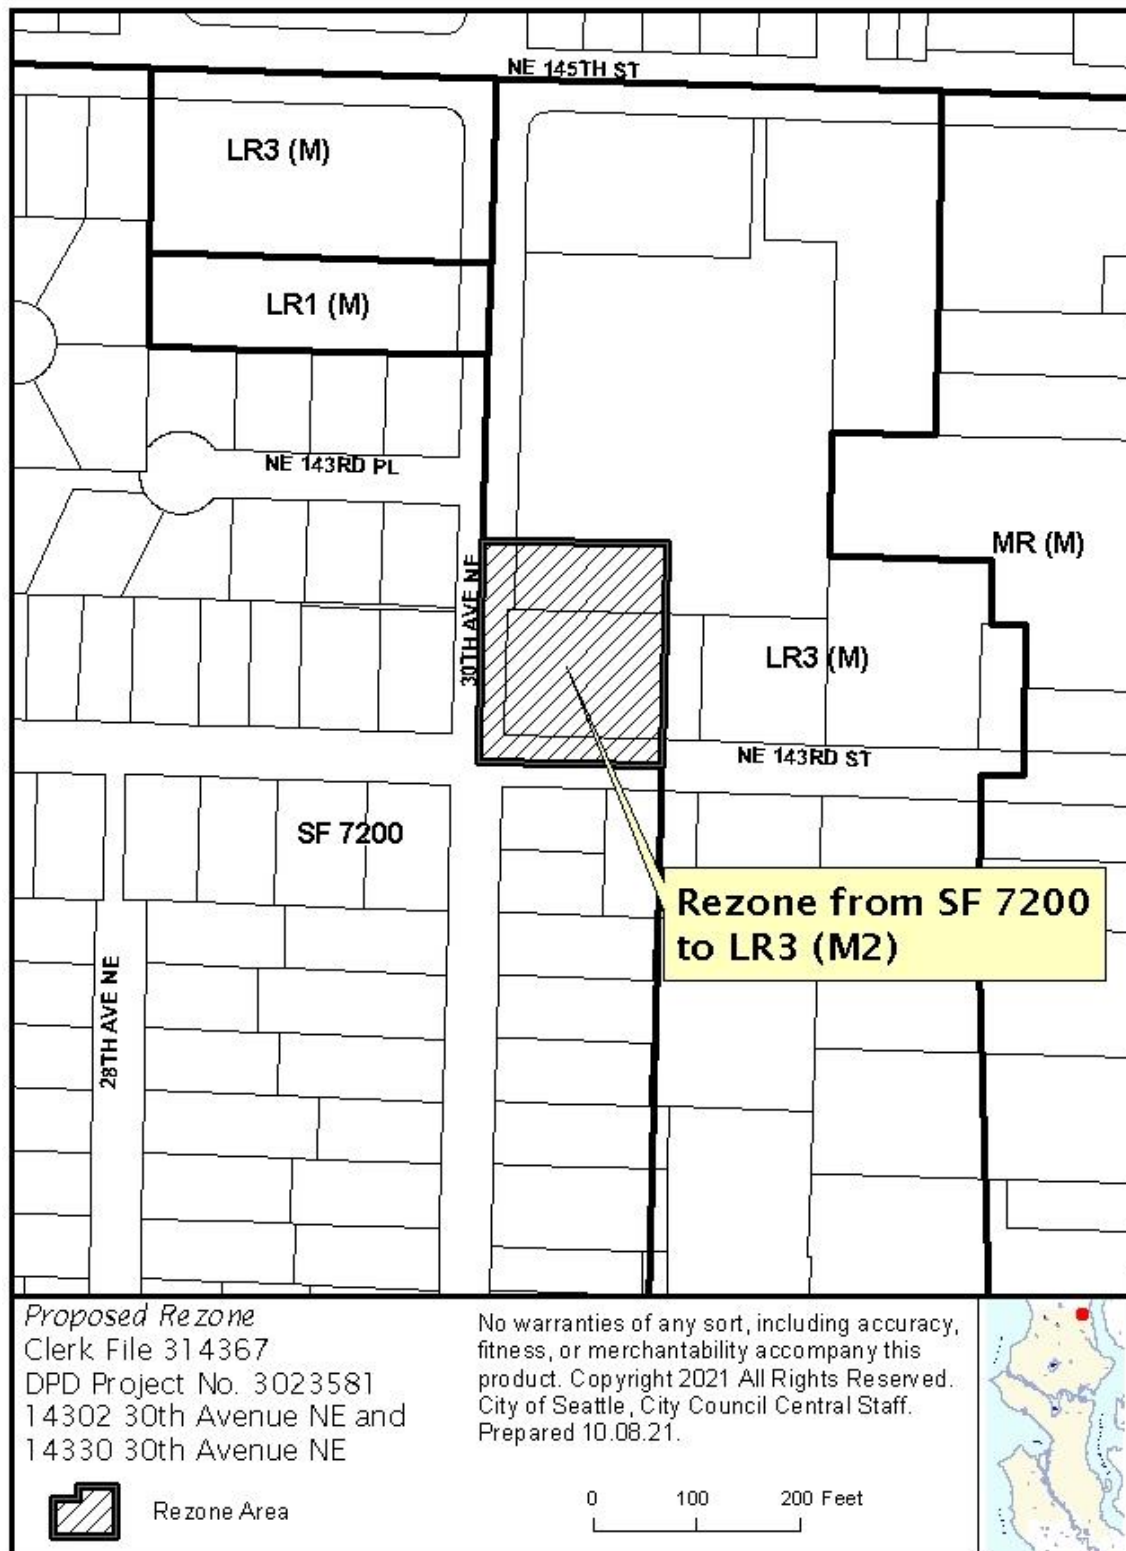 NE 145TH ST
LR3 (M)
LR1 (M)
NE 143RD PL
MR (M)
30TH AVE NE
LR3 (M)
NE 143RD ST
SF 7200
Rezone from SF 7200
to LR3 (M2)
28TH AVE NE
Proposed Rezone
Clerk File 314367
DPD Project No. 3023581
14302 30th Avenue NE and
14330 30th Avenue NE
Rezone Area
No warranties of any sort, including accuracy,
fitness, or merchantability accompany this
product. Copyright 2021 All Rights Reserved.
City of Seattle, City Council Central Staff.
Prepared 10.08.21.
0 100 200 Feet